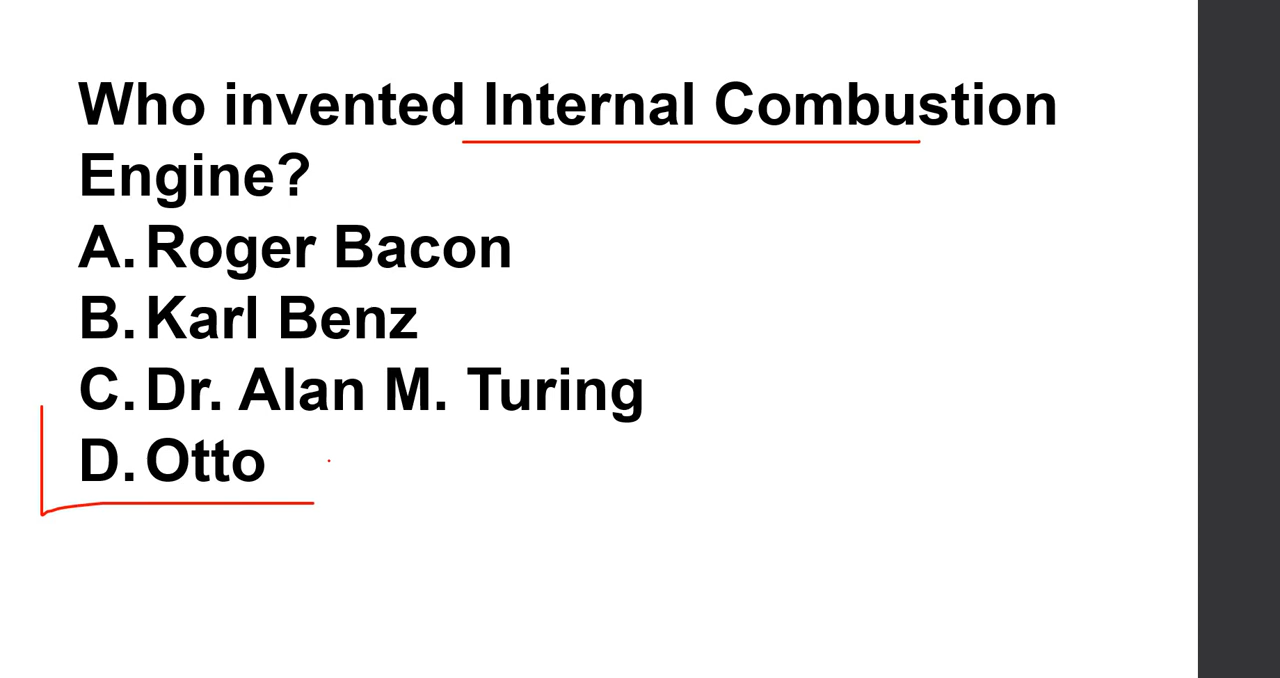 Who invented Internal Combustion
Engine?
A. Roger Bacon
B. Karl Benz
C. Dr. Alan M. Turing
D. Otto